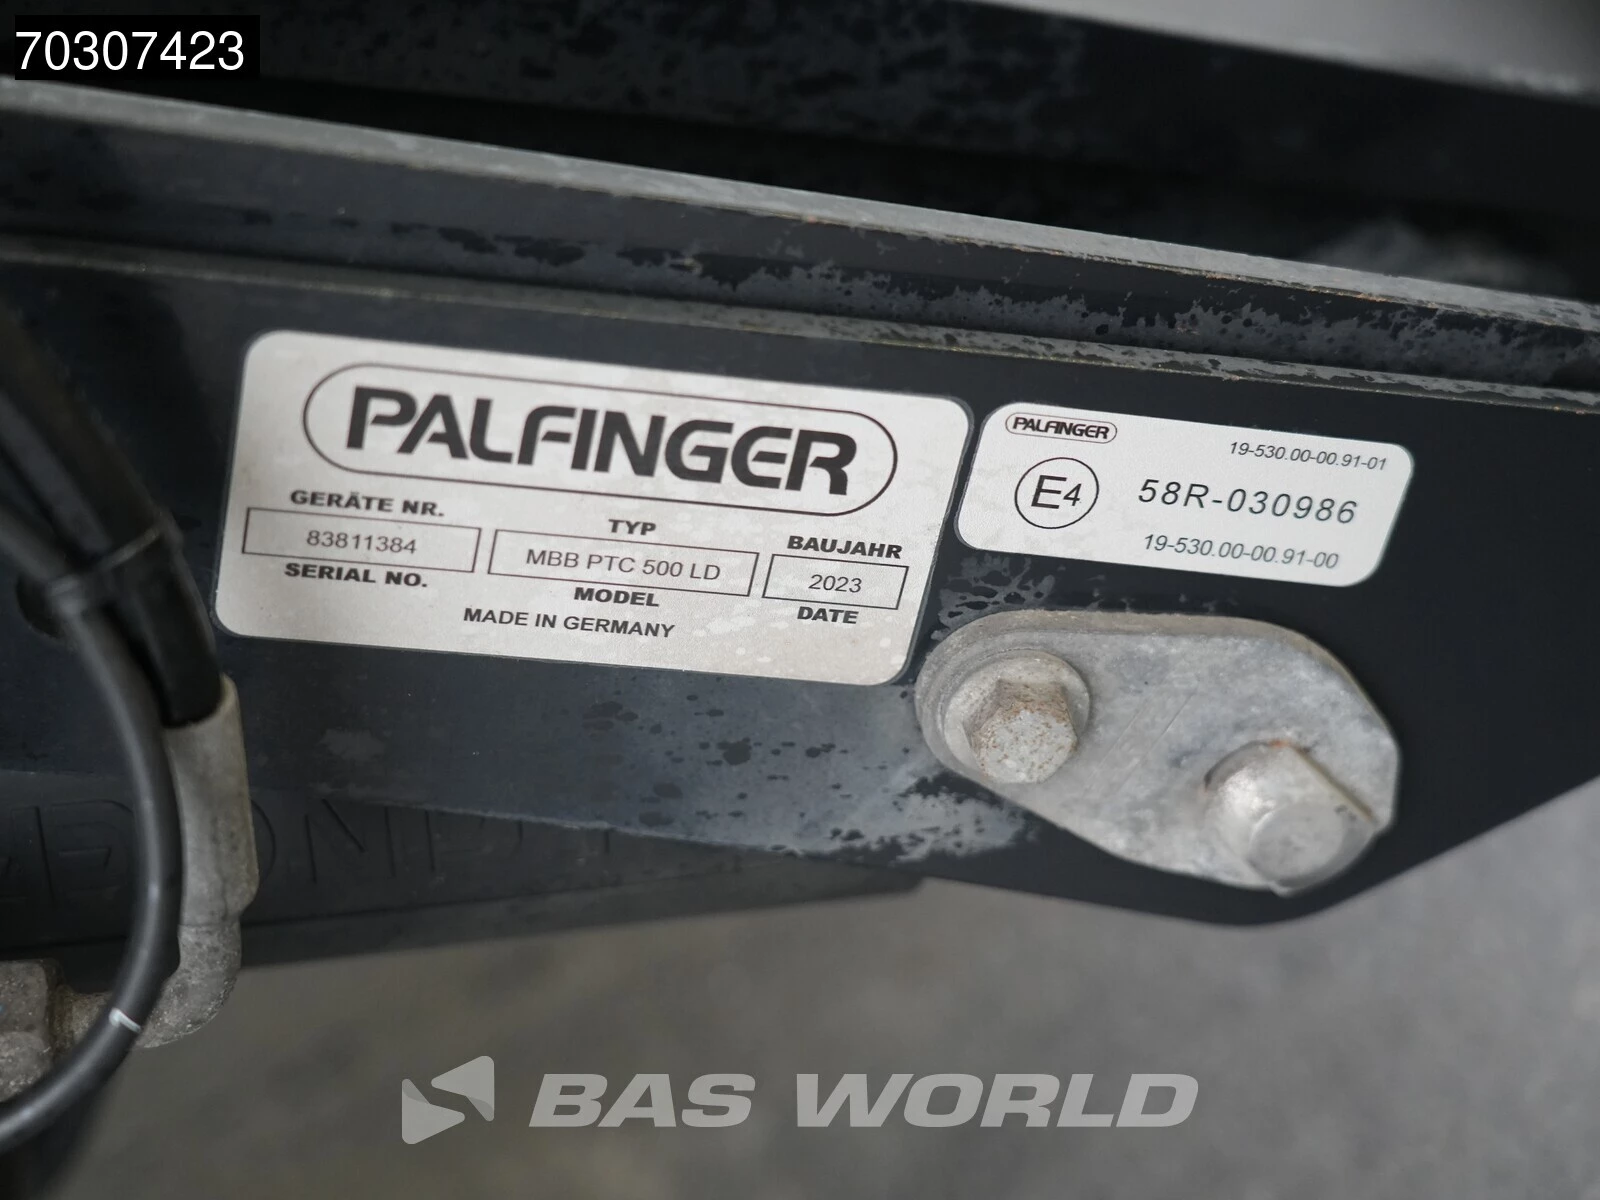 70307423
PALFINGER
GERÄTE NR.
TYP
BAUJAHR
83811384
MBB PTC 500 LD
2023
SERIAL NO.
MODEL
DATE
MADE IN GERMANY
PALFINGER
19-530.00-00.91-01
E4
58R-030986
19-530.00-00.91-00
BAS WORLD